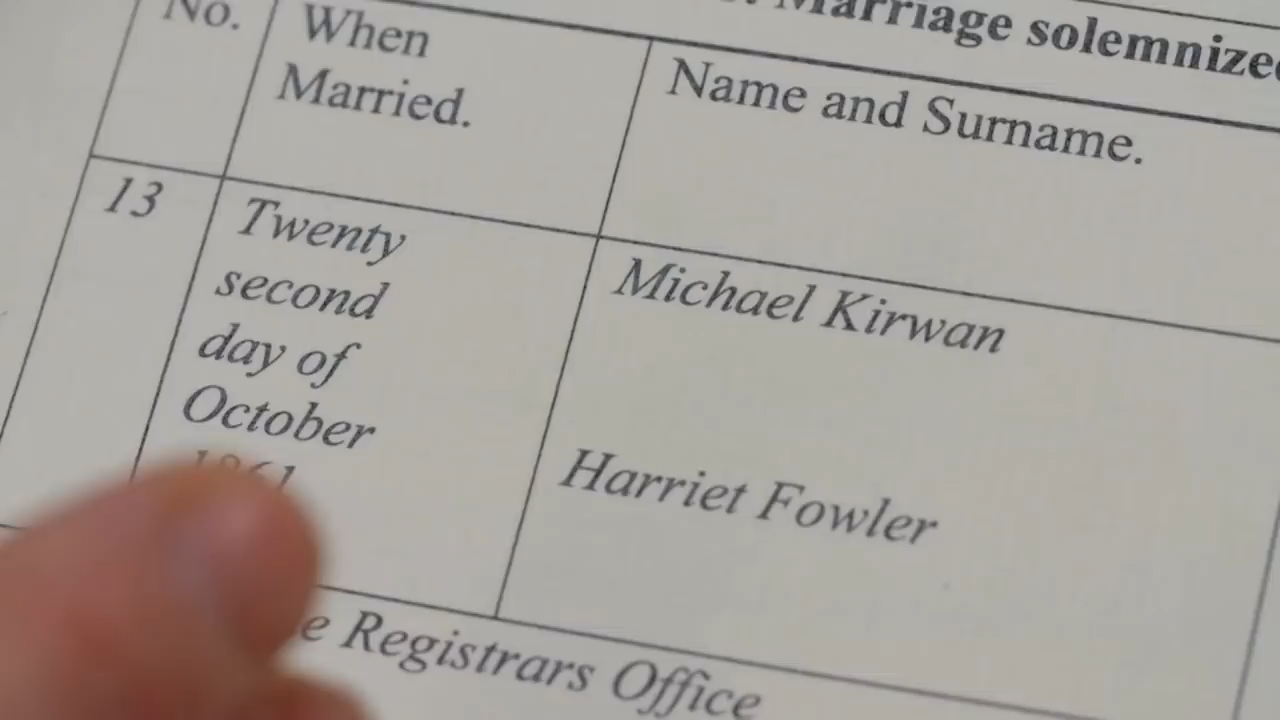 Marriage solemnized
No.
When
Married.
Name and Surname.
13
Twenty
second
day of
October
1861
Michael Kirwan
Harriet Fowler
e Registrars Office